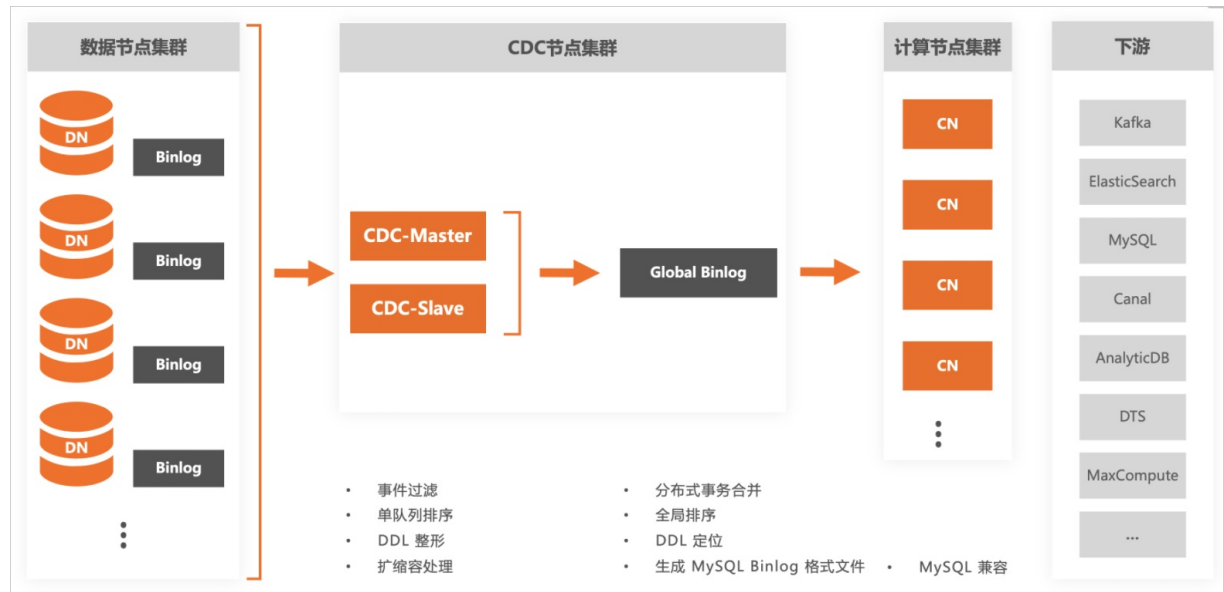 数据节点集群
DN
Binlog
DN
Binlog
DN
Binlog
DN
Binlog
CDC节点集群
CDC-Master
CDC-Slave
Global Binlog
计算节点集群
CN
CN
CN
CN
下游
Kafka
ElasticSearch
MySQL
Canal
AnalyticDB
DTS
MaxCompute
...
• 事件过滤
• 单队列排序
• DDL 整形
• 扩缩容处理
• 分布式事务合并
• 全局排序
• DDL 定位
• 生成 MySQL Binlog 格式文件
• MySQL 兼容